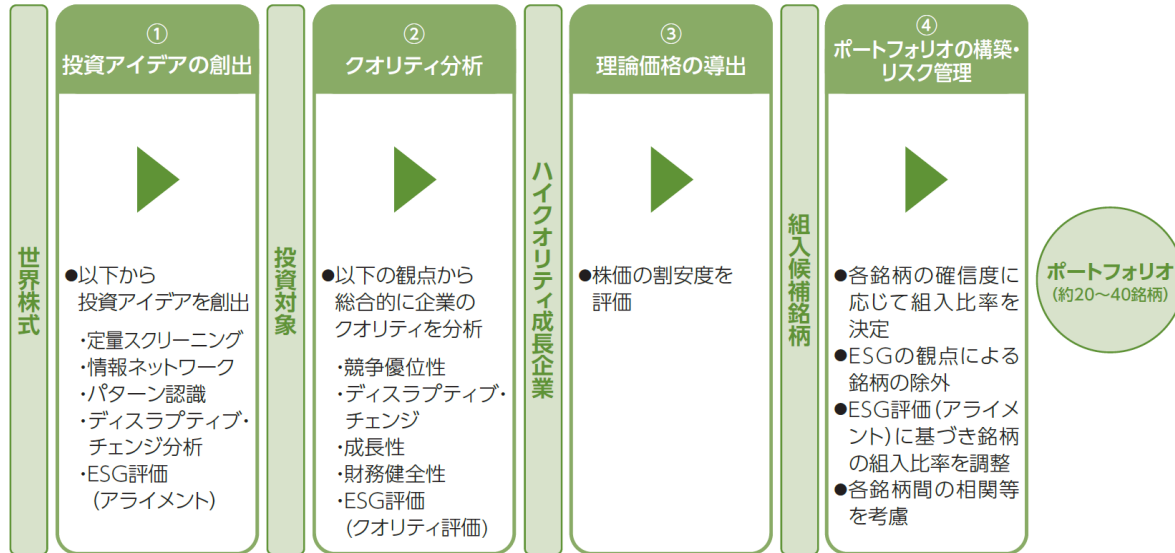 世界株式
①
投資アイデアの創出
●以下から
投資アイデアを創出
・定量スクリーニング
・情報ネットワーク
・パターン認識
・ディスラプティブ・
チェンジ分析
・ESG評価
(アライメント)
投資対象
②
クオリティ分析
●以下の観点から
総合的に企業の
クオリティを分析
・競争優位性
・ディスラプティブ・
チェンジ
・成長性
・財務健全性
・ESG評価
(クオリティ評価)
ハイクオリティ成長企業
③
理論価格の導出
●株価の割安度を
評価
組入候補銘柄
④
ポートフォリオの構築・
リスク管理
●各銘柄の確信度に
応じて組入比率を
決定
●ESGの観点による
銘柄の除外
●ESG評価(アライメ
ント)に基づき銘柄
の組入比率を調整
●各銘柄間の相関等
を考慮
ポートフォリオ
(約20～40銘柄)